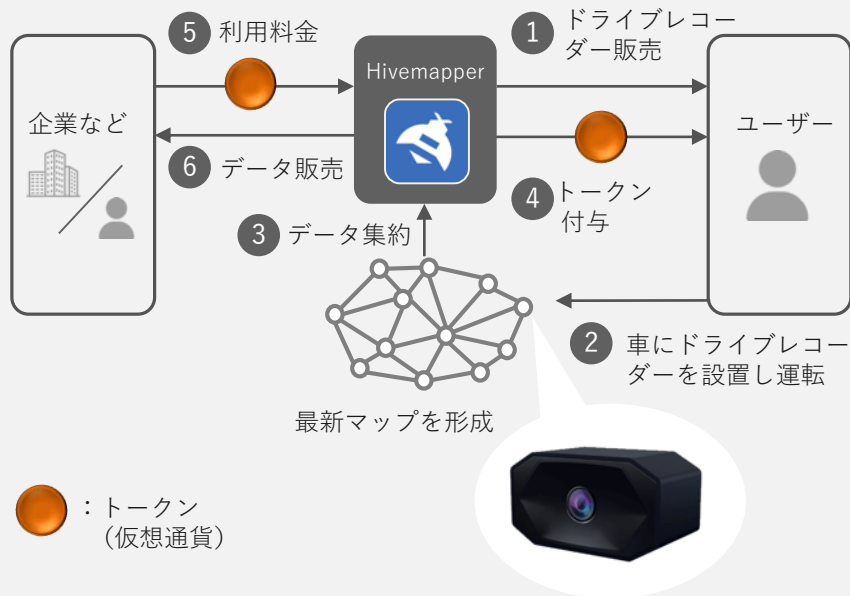 5 利用料金
1 ドライブレコー
ダー販売
Hivemapper
企業など
ユーザー
6 データ販売
4 トークン
付与
3 データ集約
2 車にドライブレコー
ダーを設置し運転
最新マップを形成
：トークン
（仮想通貨）